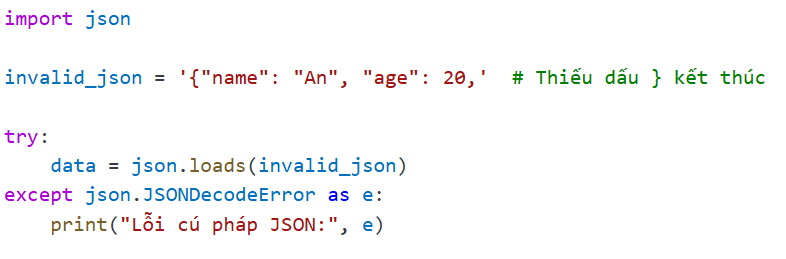 import json
invalid_json = '{"name": "An", "age": 20,'  # Thiếu dấu } kết thúc
try:
    data = json.loads(invalid_json)
except json.JSONDecodeError as e:
    print("Lỗi cú pháp JSON:", e)